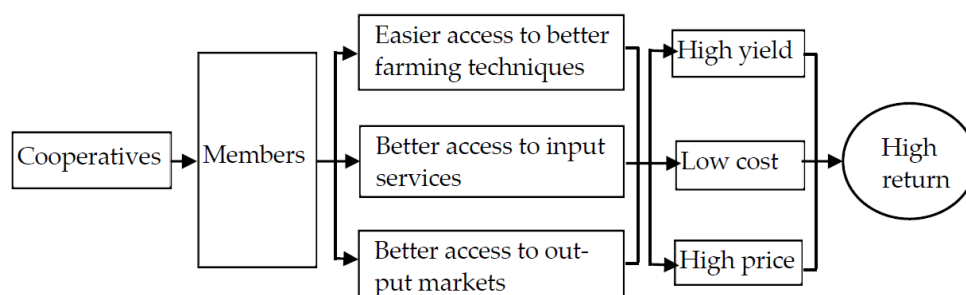 Cooperatives
Members
Easier access to better
farming techniques
Better access to input
services
Better access to out-
put markets
High yield
Low cost
High price
High
return